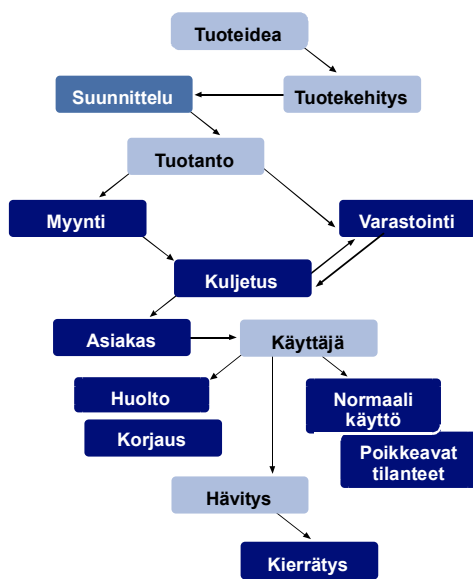 Tuoteidea
Suunnittelu
Tuotekehitys
Tuotanto
Myynti
Varastointi
Kuljetus
Asiakas
Käyttäjä
Huolto
Normaali
käyttö
Korjaus
Poikkeavat
tilanteet
Hävitys
Kierrätys